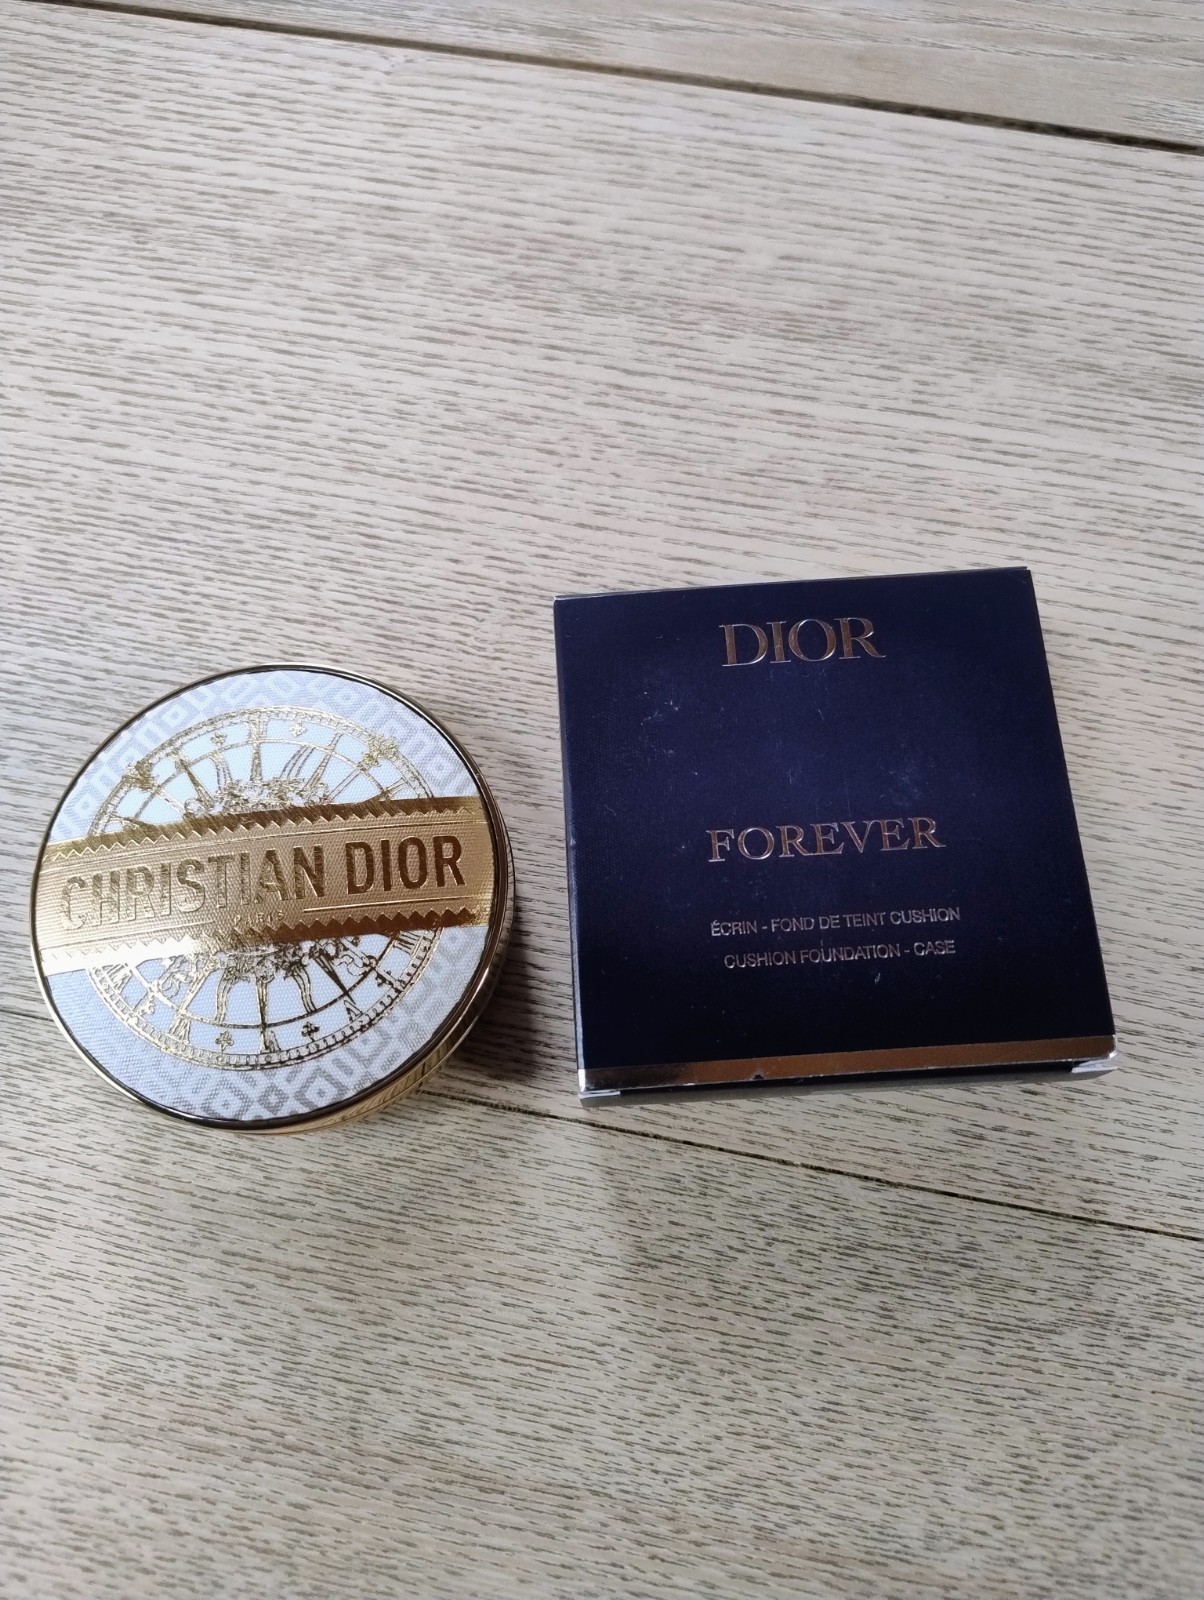 CHRISTIAN DIOR
PARIS
DIOR
FOREVER
ÉCRIN - FOND DE TEINT CUSHION
CUSHION FOUNDATION - CASE